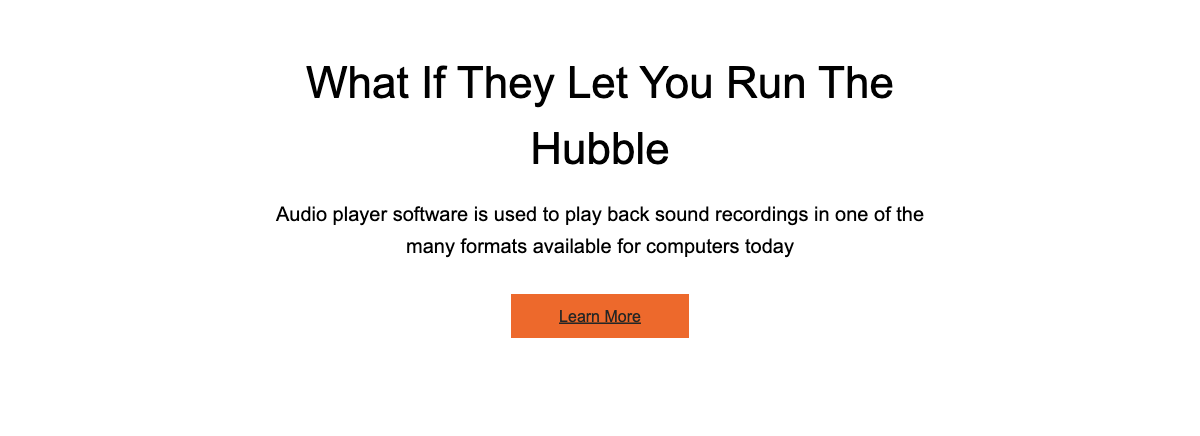 What If They Let You Run The
Hubble
Audio player software is used to play back sound recordings in one of the
many formats available for computers today
Learn More